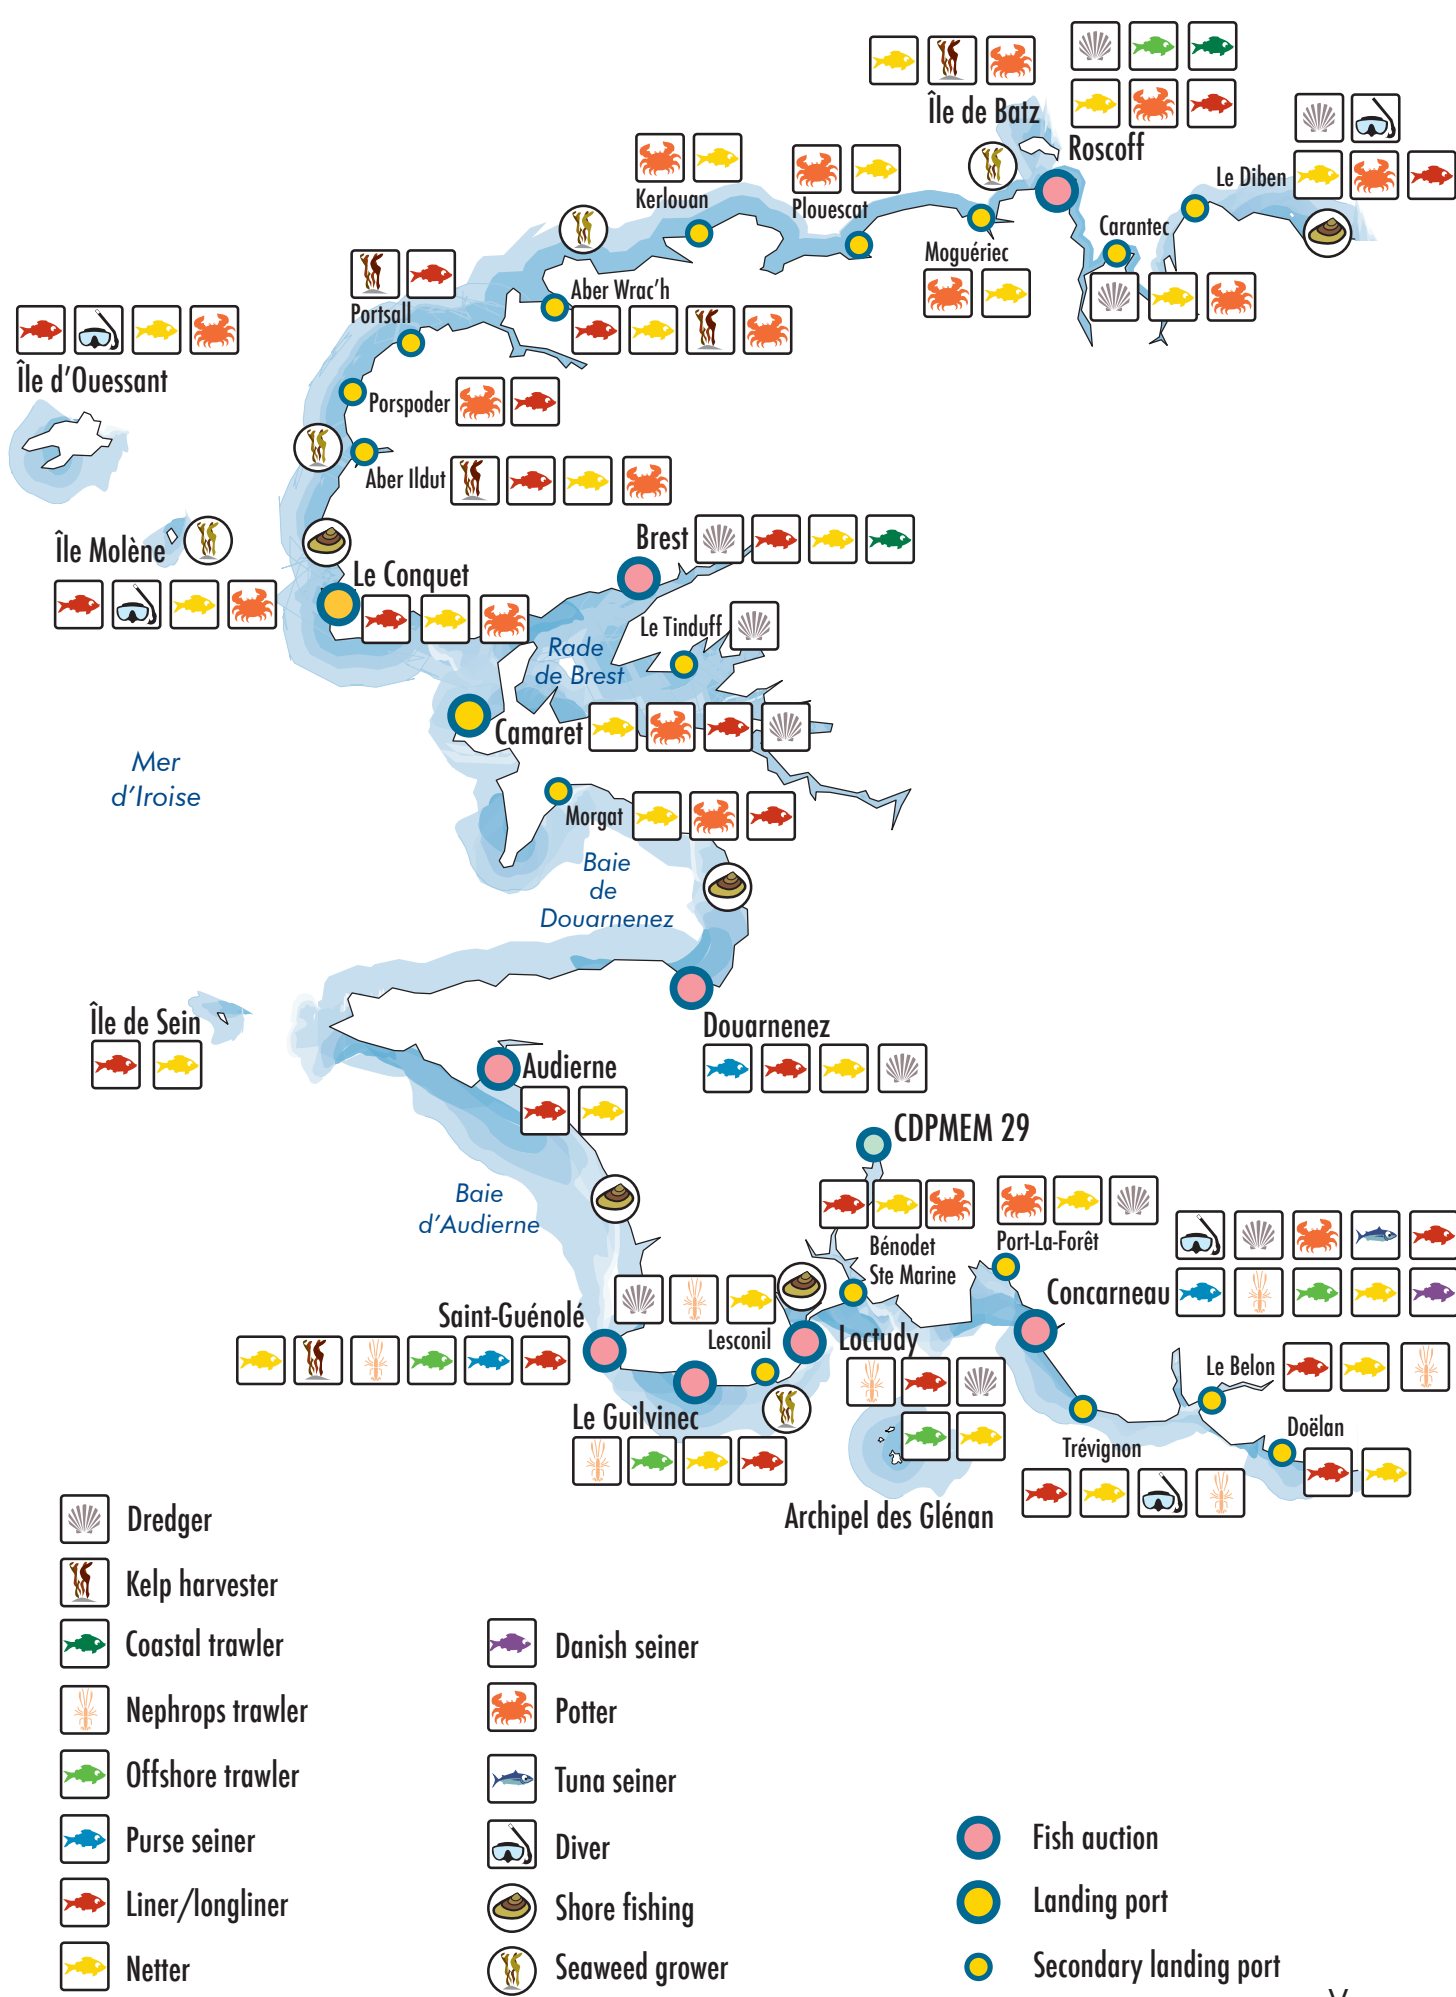 Île de Batz
Roscoff
Le Diben
Kerlouan
Plouescat
Carantec
Moguériec
Aber Wrac'h
Portsall
Île d'Ouessant
Porspoder
Aber Ildut
Brest
Île Molène
Le Conquet
Le Tinduff
Rade
de Brest
Camaret
Mer
d'Iroise
Morgat
Baie
de
Douarnenez
Île de Sein
Douarnenez
Audierne
CDPMEM 29
Baie
d'Audierne
Bénodet
Ste Marine
Port-La-Forêt
Concarneau
Saint-Guénolé
Lesconil
Loctudy
Le Belon
Le Guilvinec
Doëlan
Trévignon
Archipel des Glénan
Dredger
Kelp harvester
Coastal trawler
Nephrops trawler
Offshore trawler
Purse seiner
Liner/longliner
Netter
Danish seiner
Potter
Tuna seiner
Diver
Shore fishing
Seaweed grower
Fish auction
Landing port
Secondary landing port